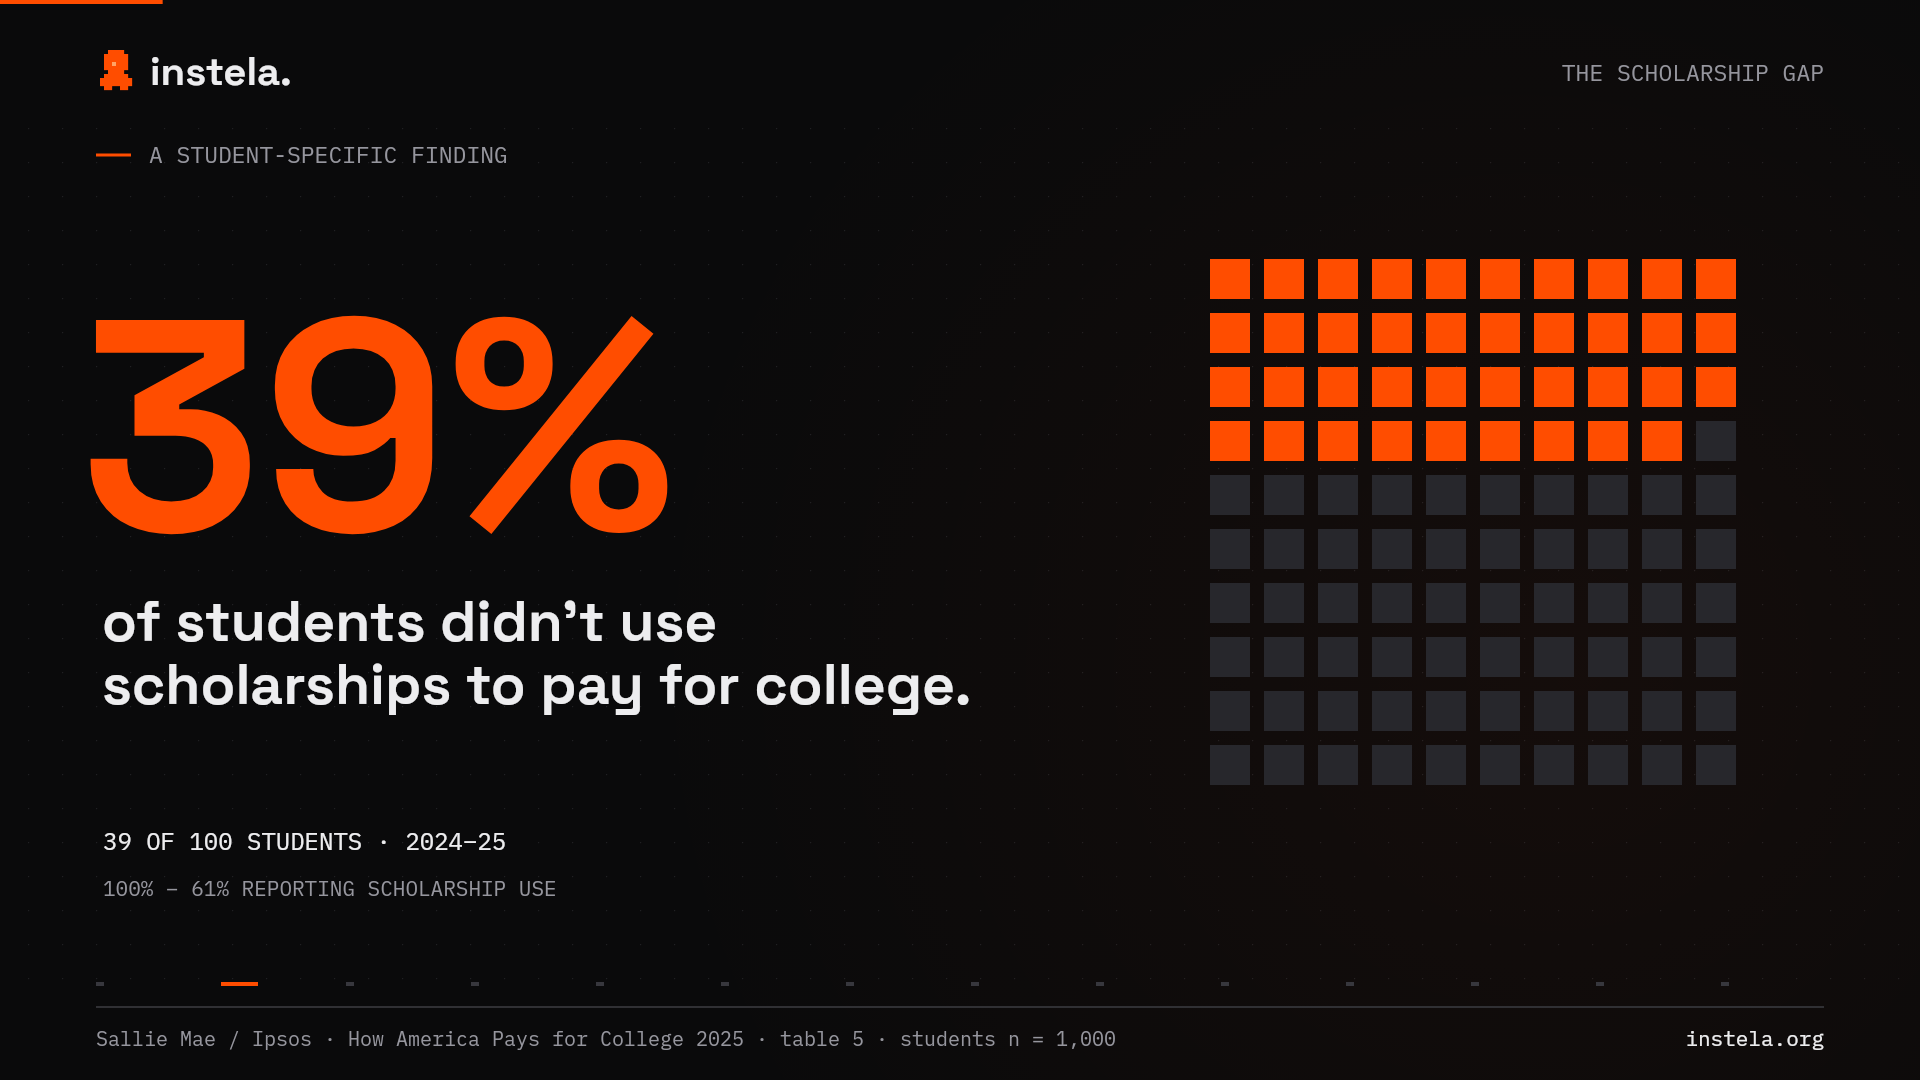 instela.
THE SCHOLARSHIP GAP
A STUDENT-SPECIFIC FINDING
39%
of students didn’t use
scholarships to pay for college.
39 OF 100 STUDENTS · 2024–25
100% – 61% REPORTING SCHOLARSHIP USE
Sallie Mae / Ipsos · How America Pays for College 2025 · table 5 · students n = 1,000
instela.org